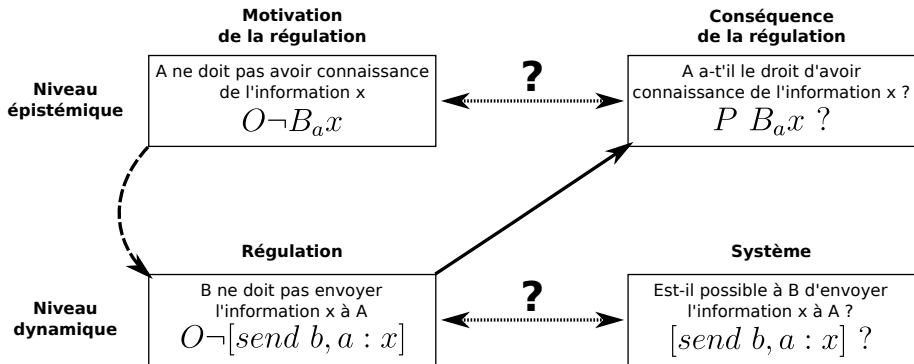 Motivation
de la régulation
Conséquence
de la régulation
Niveau
épistémique
A ne doit pas avoir connaissance
de l'information x
O¬Bₐx
?
A a-t'il le droit d'avoir
connaissance de l'information x ?
P Bₐx ?
Régulation
Système
Niveau
dynamique
B ne doit pas envoyer
l'information x à A
O¬[send b, a : x]
?
Est-il possible à B d'envoyer
l'information x à A ?
[send b, a : x] ?